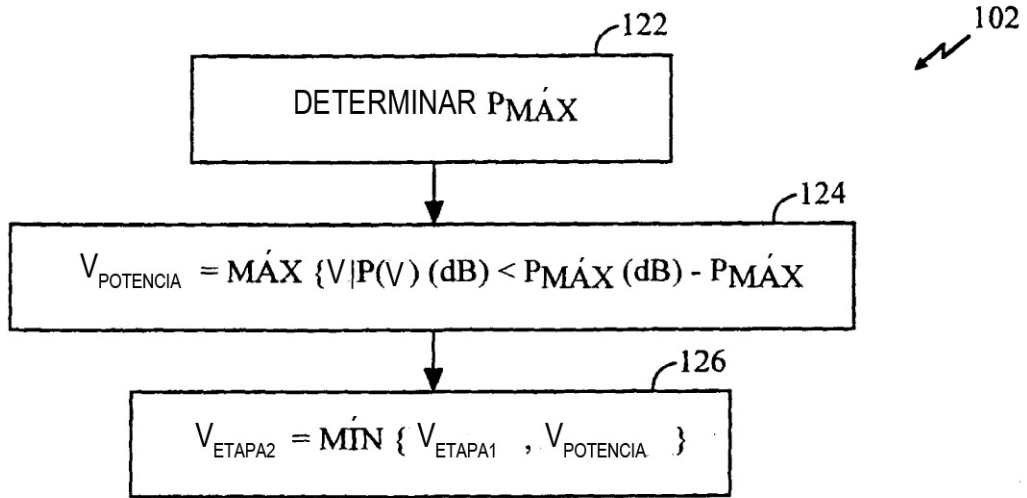 122
102
DETERMINAR PMÁX
124
VPOTENCIA = MÁX {V|P(V) (dB) < PMÁX (dB) - PMÁX
126
VETAPA2 = MÍN { VETAPA1 , VPOTENCIA }